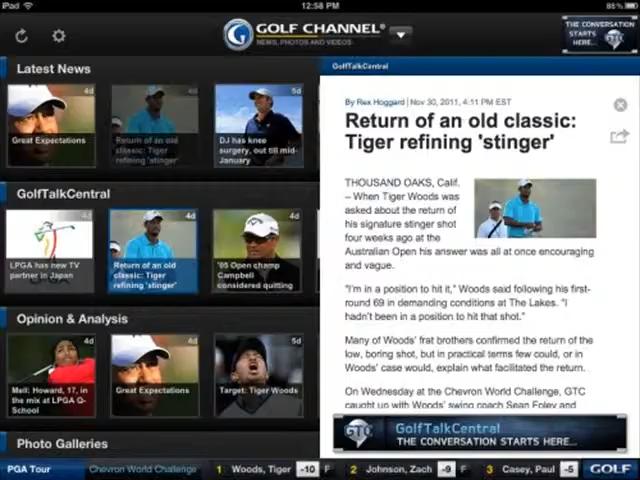 iPad 12:58 PM 86%
GOLF CHANNEL
NEWS, PHOTOS AND VIDEOS
THE CONVERSATION
STARTS
HERE...
GTC
Latest News
4d
Great Expectations
4d
Return of an old
classic: Tiger
refining 'stinger'
5d
DJ has knee
surgery, out till mid-
January
GolfTalkCentral
4d
LPGA has new TV
partner in Japan
4d
Return of an old
classic: Tiger
refining 'stinger'
4d
'05 Open champ
Campbell
considered quitting
Opinion & Analysis
4d
Mell: Howard, 17, in
the mix at LPGA Q-
School
4d
Great Expectations
5d
Target: Tiger Woods
Photo Galleries
GolfTalkCentral
By Rex Hoggard | Nov 30, 2011, 4:11 PM EST
Return of an old classic:
Tiger refining 'stinger'
THOUSAND OAKS, Calif.
– When Tiger Woods was
asked about the return of
his signature stinger shot
four weeks ago at the
Australian Open his answer was all at once encouraging
and vague.
"I'm in a position to hit it," Woods said following his first-
round 69 in demanding conditions at The Lakes. "I
hadn't been in a position to hit that shot."
Many of Woods' frat brothers confirmed the return of the
low, boring shot, but in practical terms few could, or in
Woods' case would, explain what facilitated the return.
On Wednesday at the Chevron World Challenge, GTC
caught up with Woods' swing coach Sean Foley and
GTC
GolfTalkCentral
THE CONVERSATION STARTS HERE...
PGA Tour Chevron World Challenge 1 Woods, Tiger -10 F 2 Johnson, Zach -9 F 3 Casey, Paul -5 GOLF